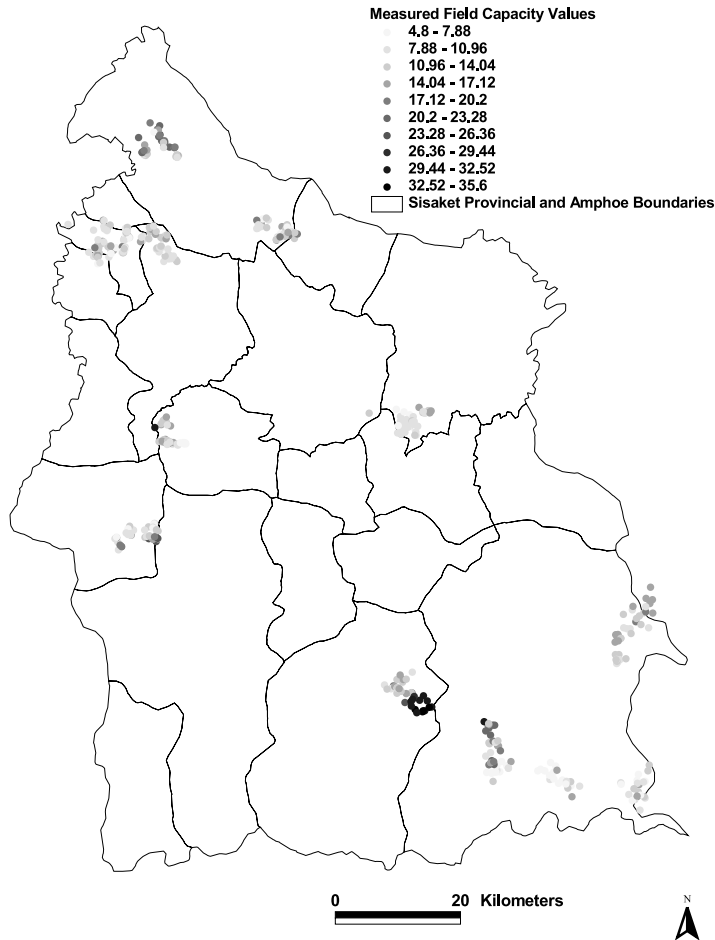 Measured Field Capacity Values
4.8 - 7.88
7.88 - 10.96
10.96 - 14.04
14.04 - 17.12
17.12 - 20.2
20.2 - 23.28
23.28 - 26.36
26.36 - 29.44
29.44 - 32.52
32.52 - 35.6
Sisaket Provincial and Amphoe Boundaries
0 20 Kilometers
N